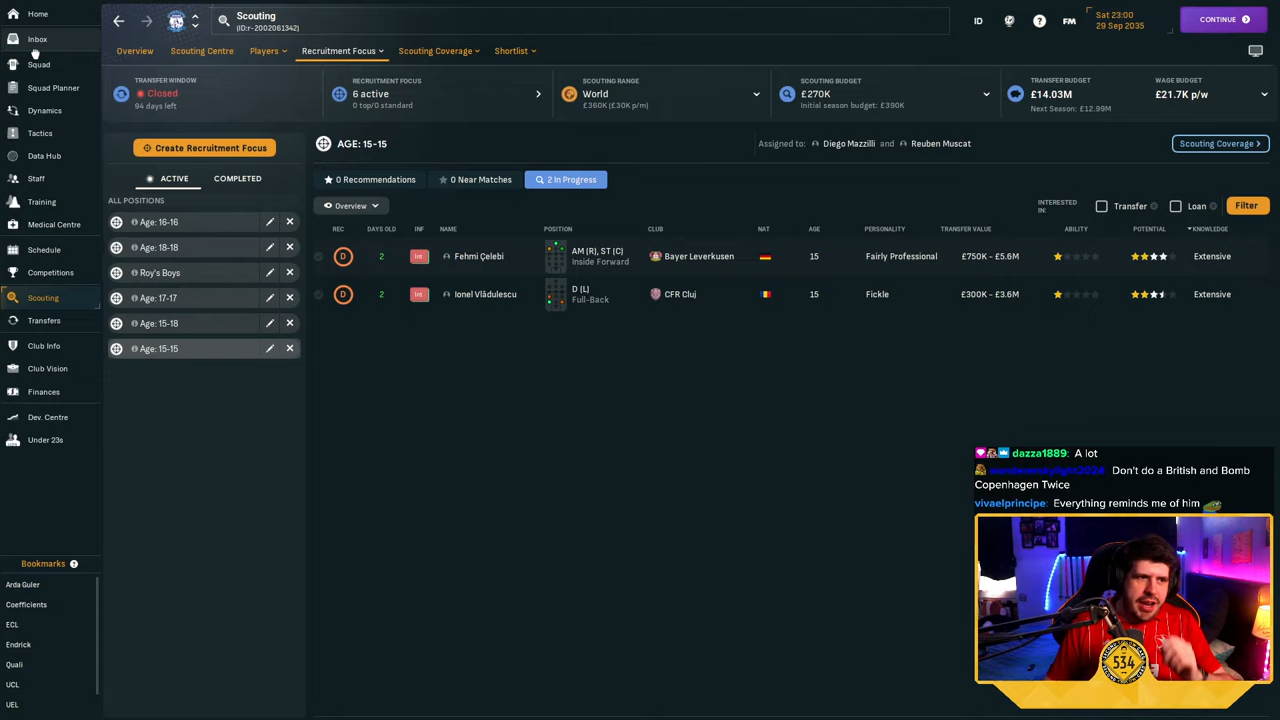 Home
Inbox
Squad
Squad Planner
Dynamics
Tactics
Data Hub
Staff
Training
Medical Centre
Schedule
Competitions
Scouting
Transfers
Club Info
Club Vision
Finances
Dev. Centre
Under 23s
Bookmarks
Arda Guler
Coefficients
ECL
Endrick
Quali
UCL
UEL
Scouting
(ID:r-2002061342)
ID
FM
Sat 23:00
29 Sep 2035
CONTINUE
Overview
Scouting Centre
Players
Recruitment Focus
Scouting Coverage
Shortlist
TRANSFER WINDOW
Closed
94 days left
RECRUITMENT FOCUS
6 active
0 top/0 standard
SCOUTING RANGE
World
£360K (£30K p/m)
SCOUTING BUDGET
£270K
Initial season budget: £390K
TRANSFER BUDGET
£14.03M
Next Season: £12.99M
WAGE BUDGET
£21.7K p/w
Create Recruitment Focus
ACTIVE
COMPLETED
ALL POSITIONS
Age: 16-16
Age: 18-18
Roy's Boys
Age: 17-17
Age: 15-18
Age: 15-15
AGE: 15-15
Assigned to: Diego Mazzilli and Reuben Muscat
Scouting Coverage
0 Recommendations
0 Near Matches
2 In Progress
Overview
INTERESTED IN:
Transfer
Loan
Filter
REC DAYS OLD INF NAME POSITION CLUB NAT AGE PERSONALITY TRANSFER VALUE ABILITY POTENTIAL KNOWLEDGE
D 2 Int Fehmi Çelebi AM (R), ST (C) Inside Forward Bayer Leverkusen 15 Fairly Professional £750K - £5.6M Extensive
D 2 Int Ionel Vlădulescu D (L) Full-Back CFR Cluj 15 Fickle £300K - £3.6M Extensive
dazza1889: A lot
Don't do a British and Bomb
Copenhagen Twice
vivaelprincipe: Everything reminds me of him
534